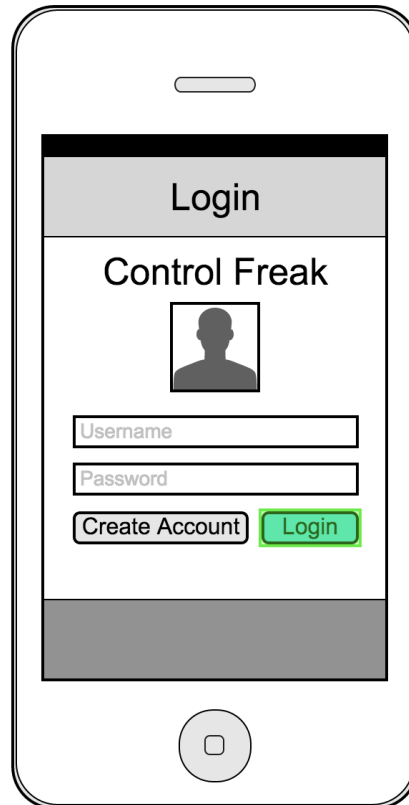 Login
Control Freak
Username
Password
Create Account Login